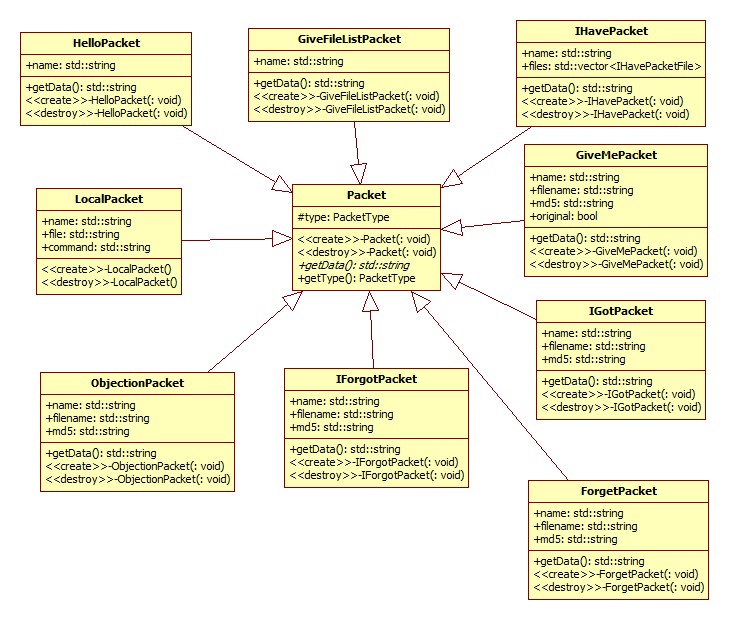 HelloPacket
+name: std::string
+getData(): std::string
<<create>>-HelloPacket(: void)
<<destroy>>-HelloPacket(: void)
GiveFileListPacket
+name: std::string
+getData(): std::string
<<create>>-GiveFileListPacket(: void)
<<destroy>>-GiveFileListPacket(: void)
IHavePacket
+name: std::string
+files: std::vector<IHavePacketFile>
+getData(): std::string
<<create>>-IHavePacket(: void)
<<destroy>>-IHavePacket(: void)
LocalPacket
+name: std::string
+file: std::string
+command: std::string
<<create>>-LocalPacket()
<<destroy>>-LocalPacket()
Packet
#type: PacketType
<<create>>-Packet(: void)
<<destroy>>-Packet(: void)
+getData(): std::string
+getType(): PacketType
GiveMePacket
+name: std::string
+filename: std::string
+md5: std::string
+original: bool
+getData(): std::string
<<create>>-GiveMePacket(: void)
<<destroy>>-GiveMePacket(: void)
IGotPacket
+name: std::string
+filename: std::string
+md5: std::string
+getData(): std::string
<<create>>-IGotPacket(: void)
<<destroy>>-IGotPacket(: void)
ObjectionPacket
+name: std::string
+filename: std::string
+md5: std::string
+getData(): std::string
<<create>>-ObjectionPacket(: void)
<<destroy>>-ObjectionPacket(: void)
IForgotPacket
+name: std::string
+filename: std::string
+md5: std::string
+getData(): std::string
<<create>>-IForgotPacket(: void)
<<destroy>>-IForgotPacket(: void)
ForgetPacket
+name: std::string
+filename: std::string
+md5: std::string
+getData(): std::string
<<create>>-ForgetPacket(: void)
<<destroy>>-ForgetPacket(: void)